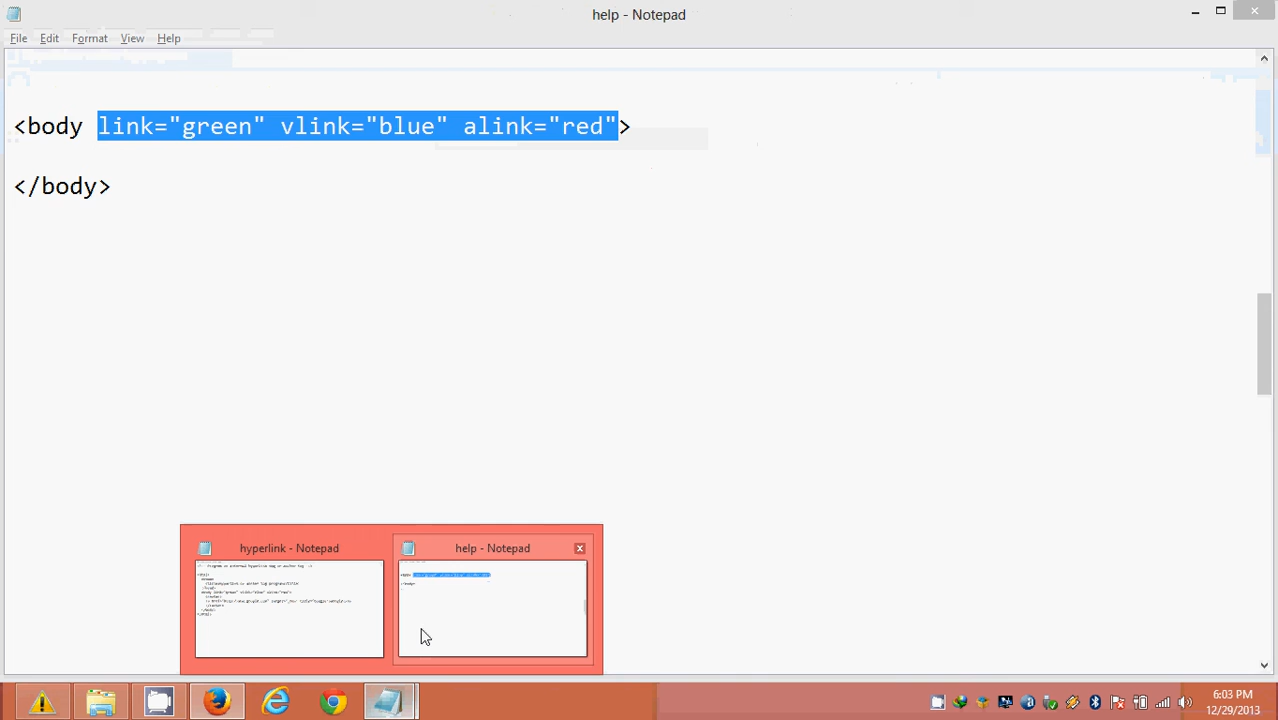 help - Notepad
File Edit Format View Help
<body link="green" vlink="blue" alink="red">
</body>
hyperlink - Notepad
help - Notepad
6:03 PM
12/29/2013